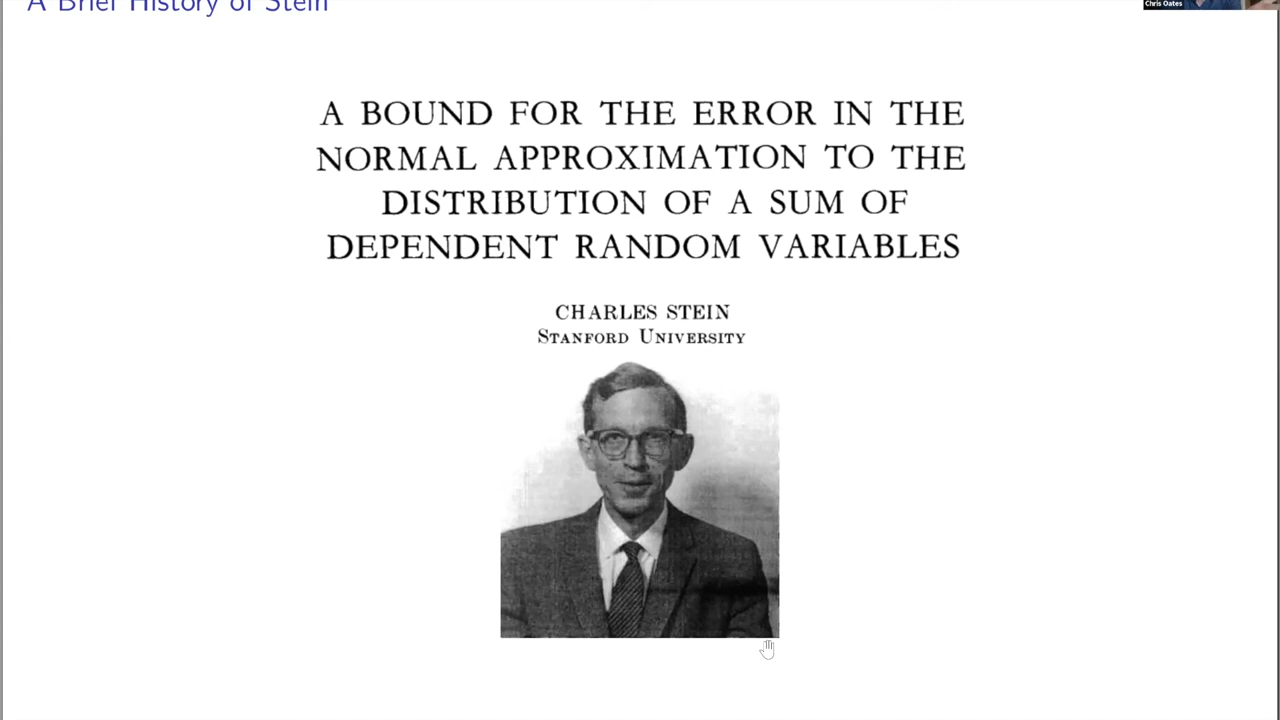 A Brief History of Stein
Chris Oates
A BOUND FOR THE ERROR IN THE
NORMAL APPROXIMATION TO THE
DISTRIBUTION OF A SUM OF
DEPENDENT RANDOM VARIABLES
CHARLES STEIN
STANFORD UNIVERSITY